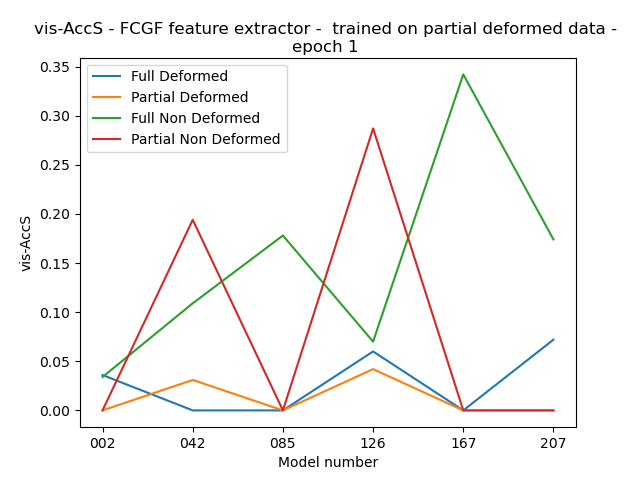 vis-AccS - FCGF feature extractor -  trained on partial deformed data -
epoch 1
0.35
0.30
0.25
0.20
0.15
0.10
0.05
0.00
vis-AccS
Full Deformed
Partial Deformed
Full Non Deformed
Partial Non Deformed
002 042 085 126 167 207
Model number